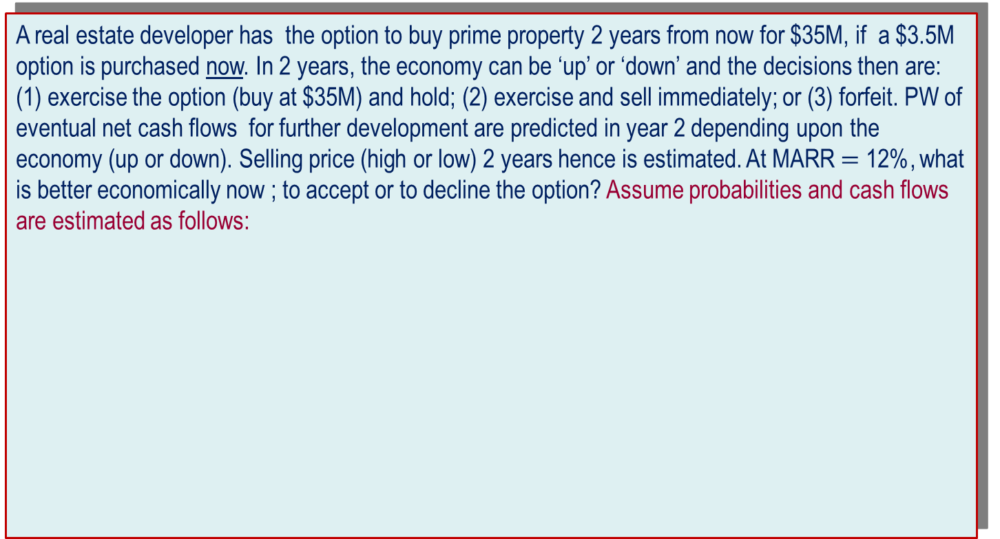 A real estate developer has the option to buy prime property 2 years from now for $35M, if a $3.5M
option is purchased now. In 2 years, the economy can be ‘up’ or ‘down’ and the decisions then are:
(1) exercise the option (buy at $35M) and hold; (2) exercise and sell immediately; or (3) forfeit. PW of
eventual net cash flows for further development are predicted in year 2 depending upon the
economy (up or down). Selling price (high or low) 2 years hence is estimated. At MARR = 12%, what
is better economically now ; to accept or to decline the option? Assume probabilities and cash flows
are estimated as follows: